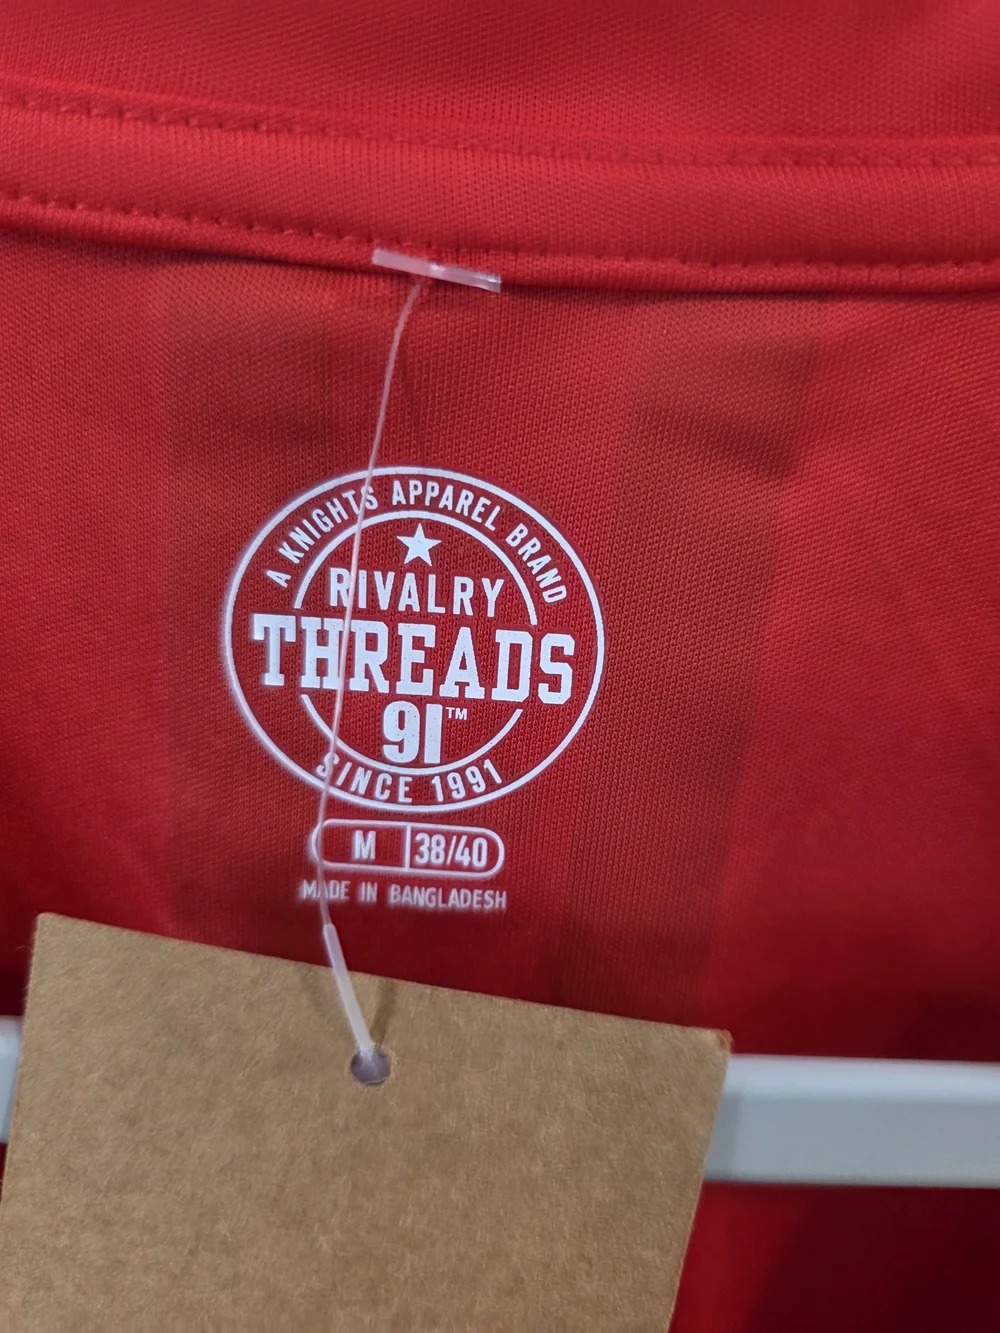 A KNIGHTS APPAREL BRAND
RIVALRY
THREADS
91™
SINCE 1991
M 38/40
MADE IN BANGLADESH